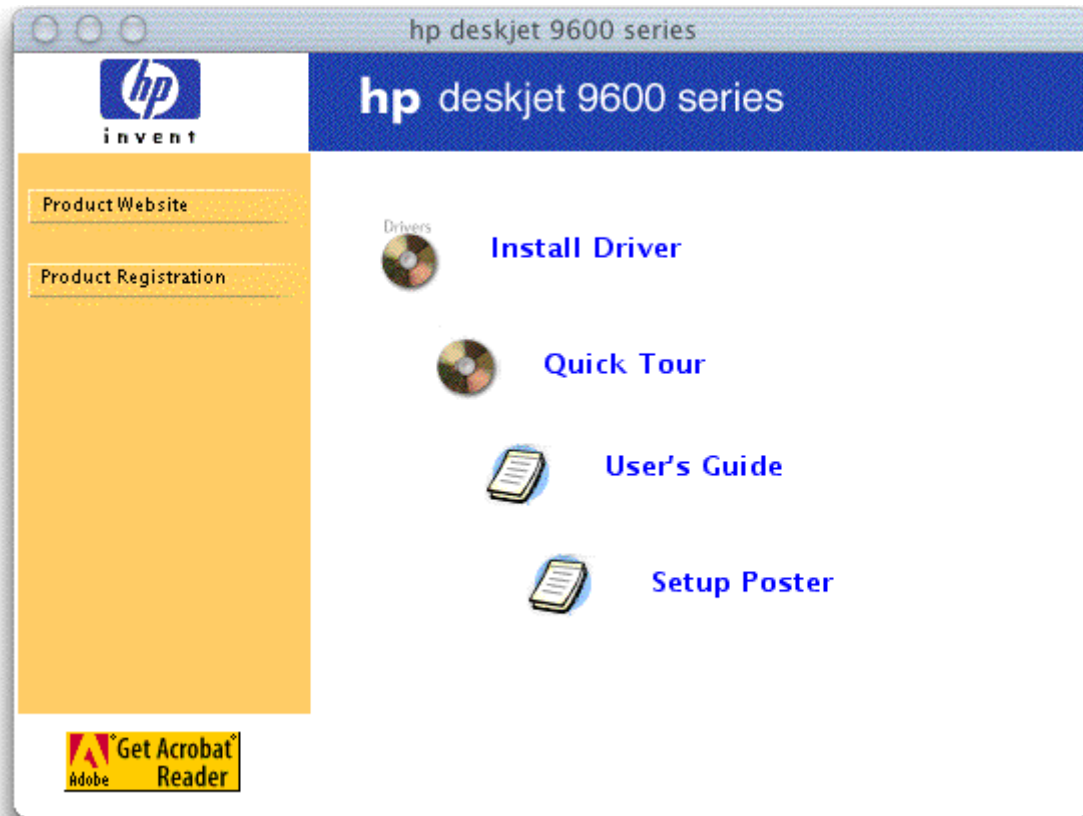 hp deskjet 9600 series
hp
invent
hp deskjet 9600 series
Product Website
Product Registration
Drivers
Install Driver
Quick Tour
User's Guide
Setup Poster
Get Acrobat
Adobe Reader